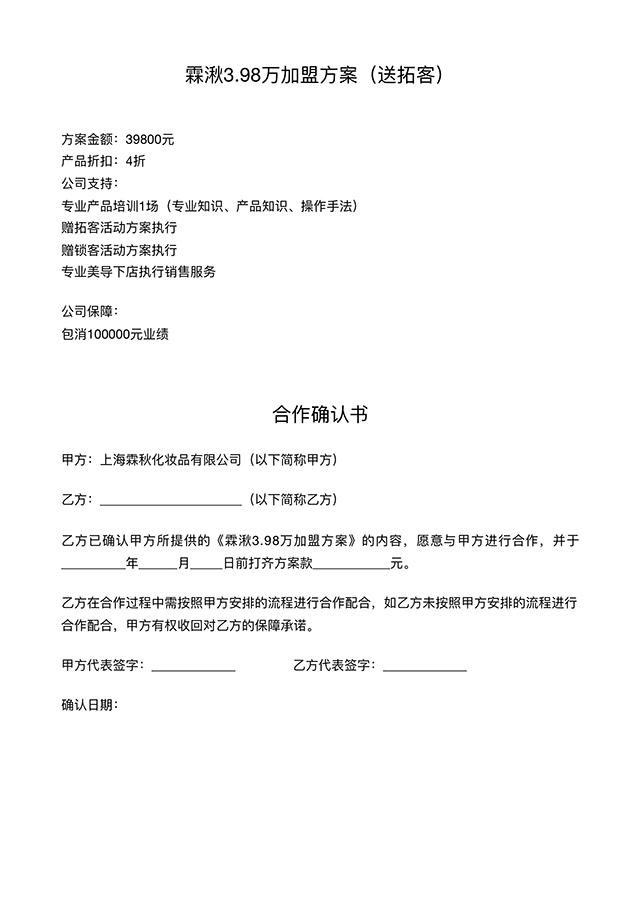 霖湫3.98万加盟方案（送拓客）
方案金额：39800元
产品折扣：4折
公司支持：
专业产品培训1场（专业知识、产品知识、操作手法）
赠拓客活动方案执行
赠锁客活动方案执行
专业美导下店执行销售服务
公司保障：
包消100000元业绩
合作确认书
甲方：上海霖秋化妆品有限公司（以下简称甲方）
乙方：______________________（以下简称乙方）
乙方已确认甲方所提供的《霖湫3.98万加盟方案》的内容，愿意与甲方进行合作，并于
__________年______月_____日前打齐方案款____________元。
乙方在合作过程中需按照甲方安排的流程进行合作配合，如乙方未按照甲方安排的流程进行
合作配合，甲方有权收回对乙方的保障承诺。
甲方代表签字：_____________ 乙方代表签字：_____________
确认日期：